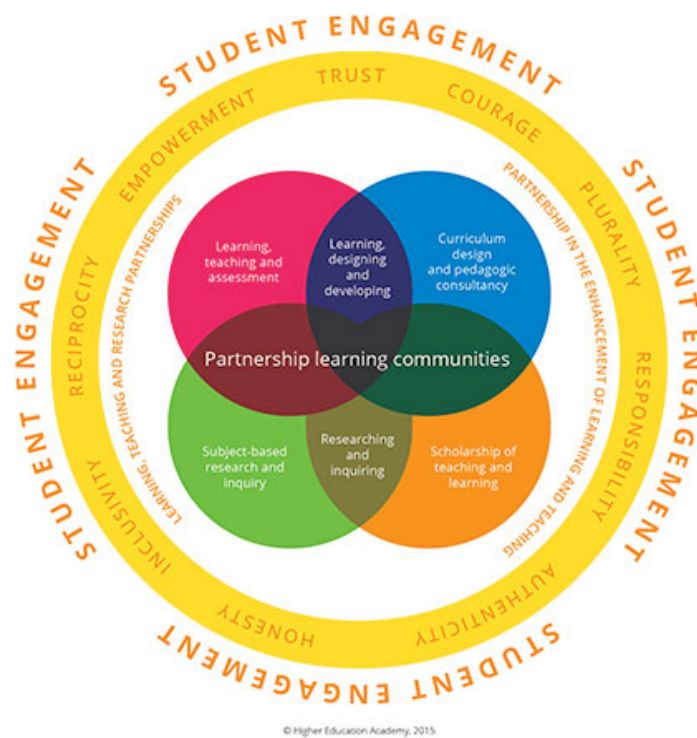 STUDENT ENGAGEMENT
STUDENT ENGAGEMENT
STUDENT ENGAGEMENT
STUDENT ENGAGEMENT
TRUST
COURAGE
PLURALITY
RESPONSIBILITY
AUTHENTICITY
HONESTY
INCLUSIVITY
RECIPROCITY
EMPOWERMENT
LEARNING, TEACHING AND RESEARCH PARTNERSHIPS
PARTNERSHIP IN THE ENHANCEMENT OF LEARNING AND TEACHING
Learning,
teaching and
assessment
Learning,
designing
and
developing
Curriculum
design
and pedagogic
consultancy
Partnership learning communities
Subject-based
research and
inquiry
Researching
and
inquiring
Scholarship of
teaching and
learning
© Higher Education Academy, 2015